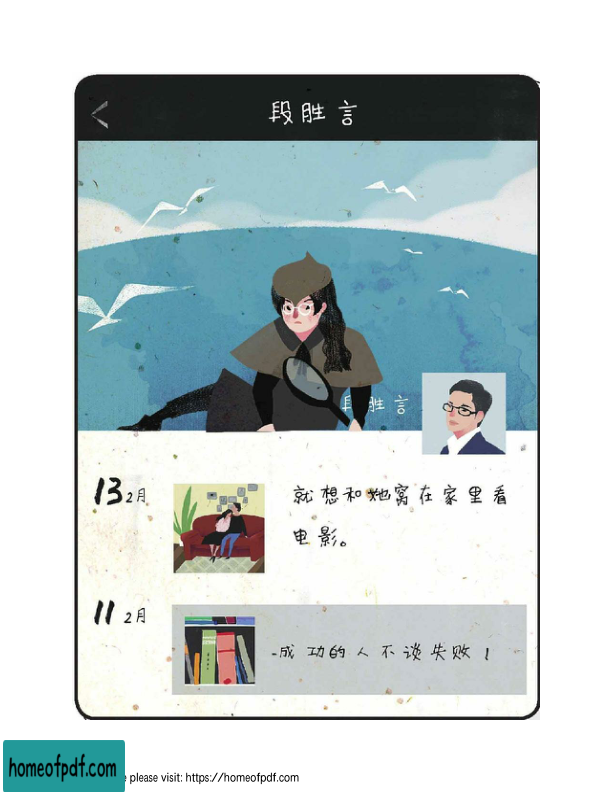 段胜言
段胜言
13 2月
就想和她窝在家里看
电影。
11 2月
成功的人不谈失败!
homeofpdf.com
e please visit: https://homeofpdf.com